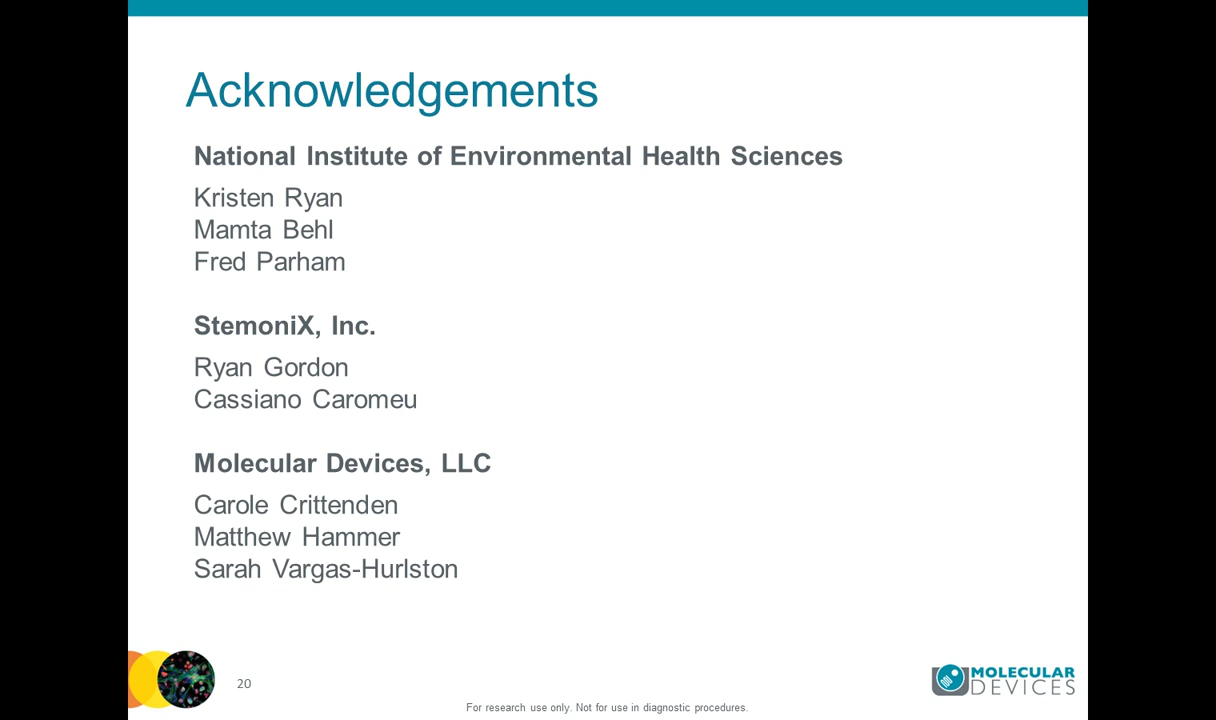 Acknowledgements
National Institute of Environmental Health Sciences
Kristen Ryan
Mamta Behl
Fred Parham
StemoniX, Inc.
Ryan Gordon
Cassiano Caromeu
Molecular Devices, LLC
Carole Crittenden
Matthew Hammer
Sarah Vargas-Hurlston
20
MOLECULAR
DEVICES
For research use only. Not for use in diagnostic procedures.